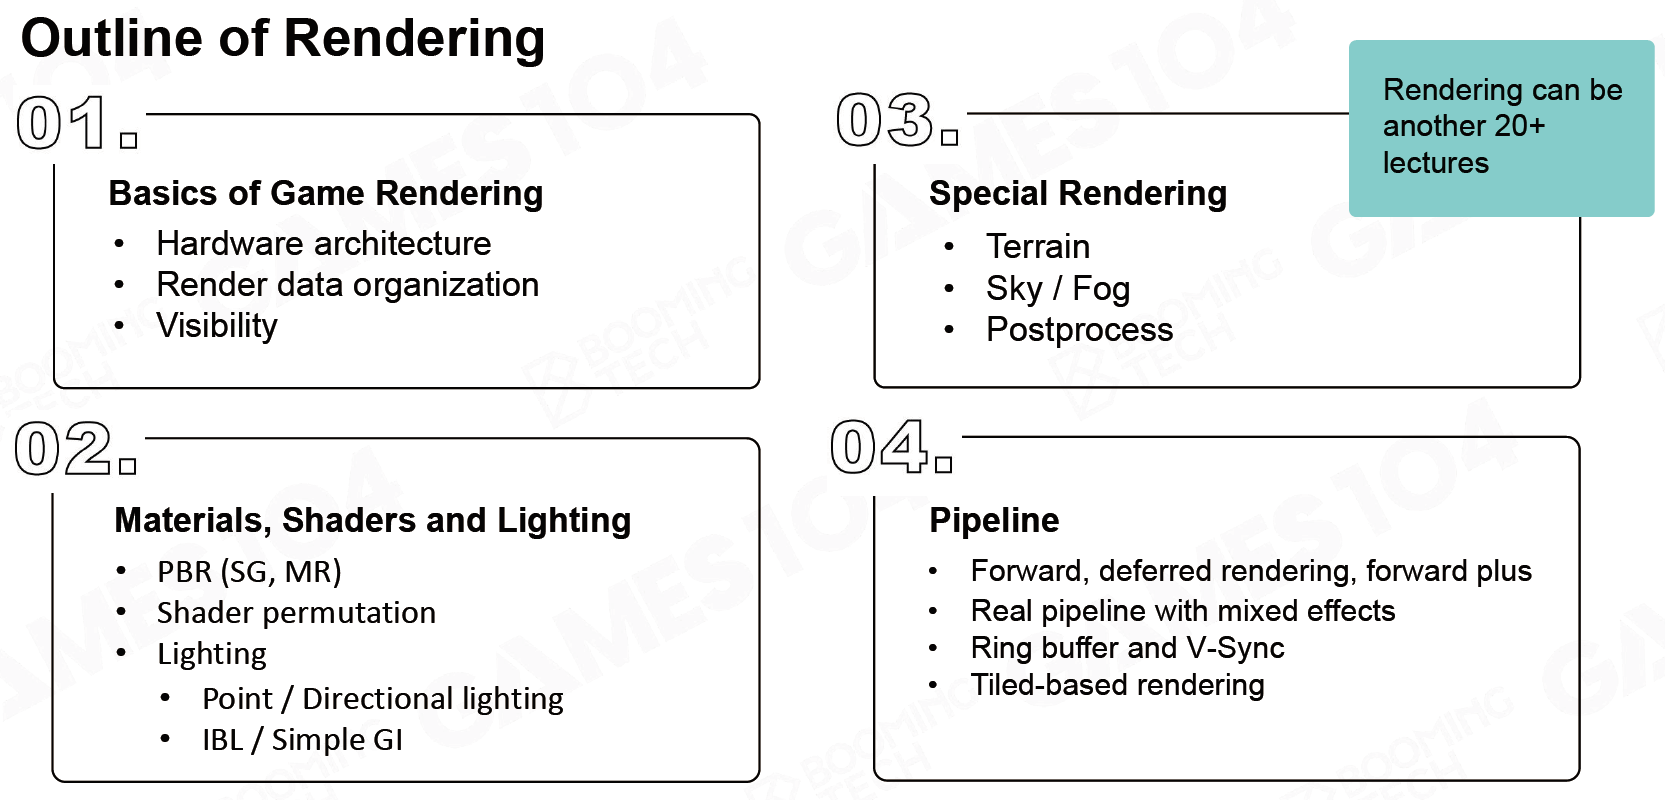 Outline of Rendering
01.
Basics of Game Rendering
• Hardware architecture
• Render data organization
• Visibility
02.
Materials, Shaders and Lighting
• PBR (SG, MR)
• Shader permutation
• Lighting
• Point / Directional lighting
• IBL / Simple GI
03.
Rendering can be
another 20+
lectures
Special Rendering
• Terrain
• Sky / Fog
• Postprocess
04.
Pipeline
• Forward, deferred rendering, forward plus
• Real pipeline with mixed effects
• Ring buffer and V-Sync
• Tiled-based rendering
GAMES104
BOOMING
TECH